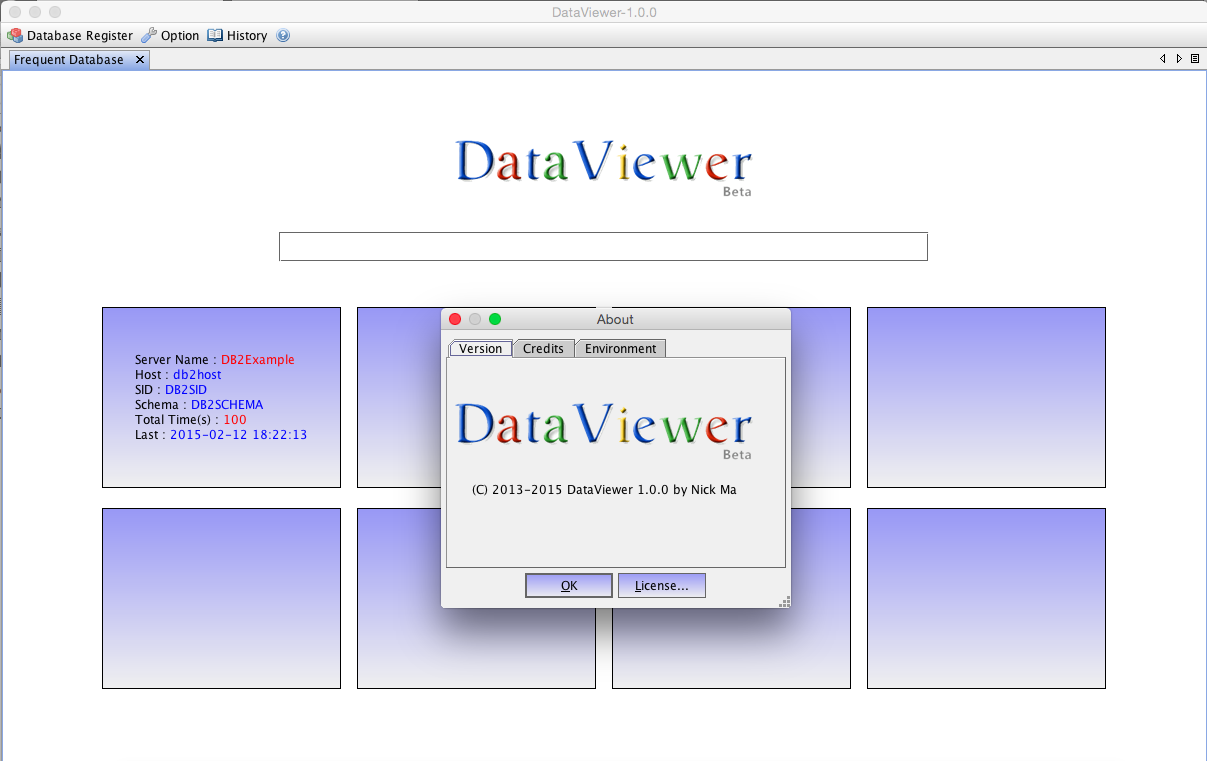 DataViewer-1.0.0
Database Register Option History ?
Frequent Database
DataViewer
Beta
Server Name : DB2Example
Host : db2host
SID : DB2SID
Schema : DB2SCHEMA
Total Time(s) : 100
Last : 2015-02-12 18:22:13
About
Version Credits Environment
DataViewer
Beta
(C) 2013-2015 DataViewer 1.0.0 by Nick Ma
OK License...